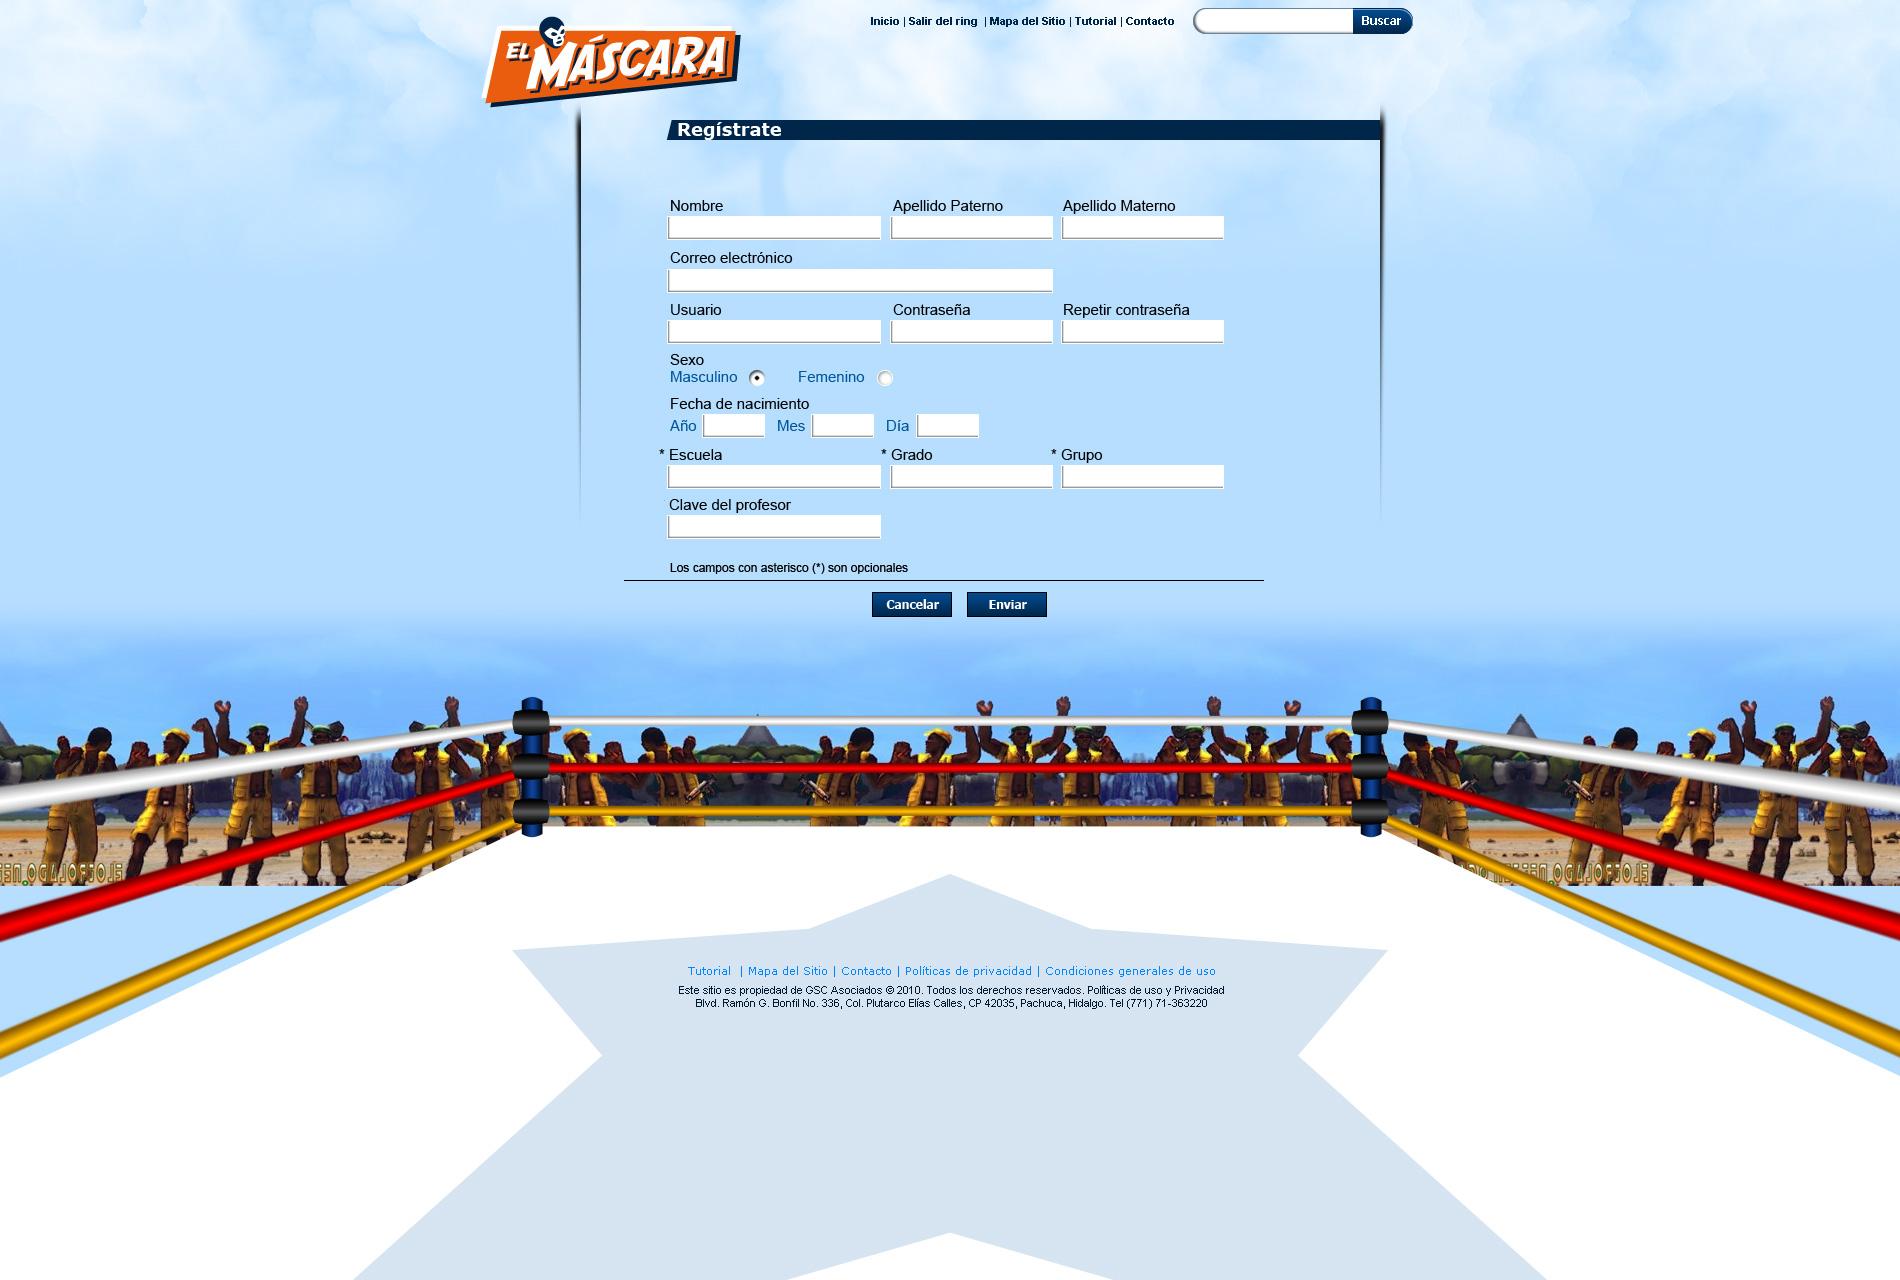 EL MÁSCARA
Inicio | Salir del ring | Mapa del Sitio | Tutorial | Contacto
Buscar
Regístrate
Nombre Apellido Paterno Apellido Materno
Correo electrónico
Usuario Contraseña Repetir contraseña
Sexo
Masculino Femenino
Fecha de nacimiento
Año Mes Día
* Escuela * Grado * Grupo
Clave del profesor
Los campos con asterisco (*) son opcionales
Cancelar Enviar
Tutorial | Mapa del Sitio | Contacto | Políticas de privacidad | Condiciones generales de uso
Este sitio es propiedad de GSC Asociados © 2010. Todos los derechos reservados. Políticas de uso y Privacidad
Blvd. Ramón G. Bonfil No. 336, Col. Plutarco Elías Calles, CP 42035, Pachuca, Hidalgo. Tel (771) 71-363220